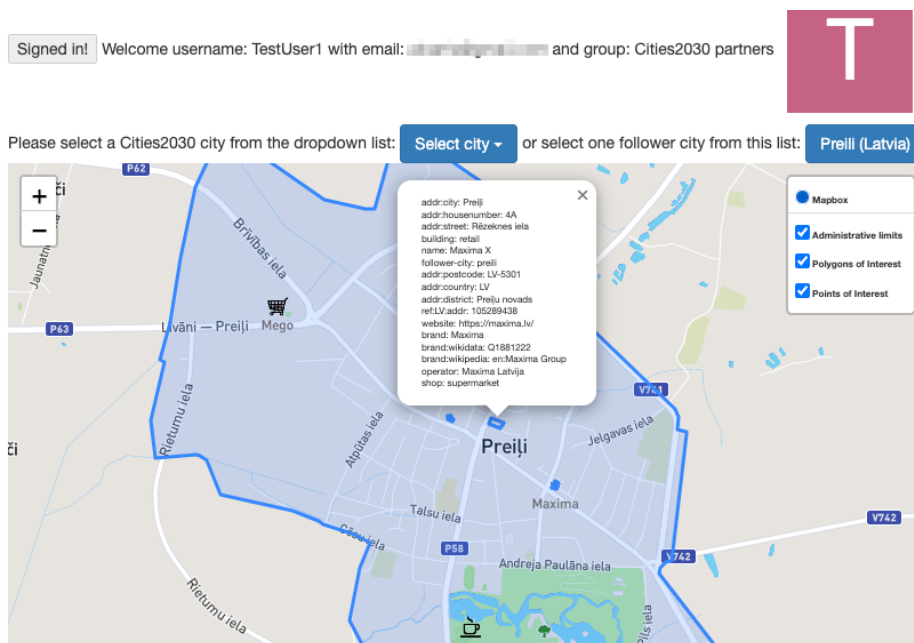 T
Signed in! Welcome username: TestUser1 with email: and group: Cities2030 partners
Please select a Cities2030 city from the dropdown list: Select city or select one follower city from this list: Preili (Latvia)
+
−
P62
či
Jaunatnes
Brīvības iela
P63
Līvāni — Preiļi
Mego
Rietumu iela
či
Atpūtas iela
×
addr:city: Preiļi
addr:housenumber: 4A
addr:street: Rēzeknes iela
building: retail
name: Maxima X
follower-city: preili
addr:postcode: LV-5301
addr:country: LV
addr:district: Preiļu novads
ref:LV:addr: 105289438
website: https://maxima.lv/
brand: Maxima
brand:wikidata: Q1881222
brand:wikipedia: en:Maxima Group
operator: Maxima Latvija
shop: supermarket
Mapbox
Administrative limits
Polygons of Interest
Points of Interest
V741
Jelgavas iela
Preiļi
Maxima
Talsu iela
Cēsu iela
P58
V742
V742
Andreja Paulāna iela
Rietumu iela
Pils iela